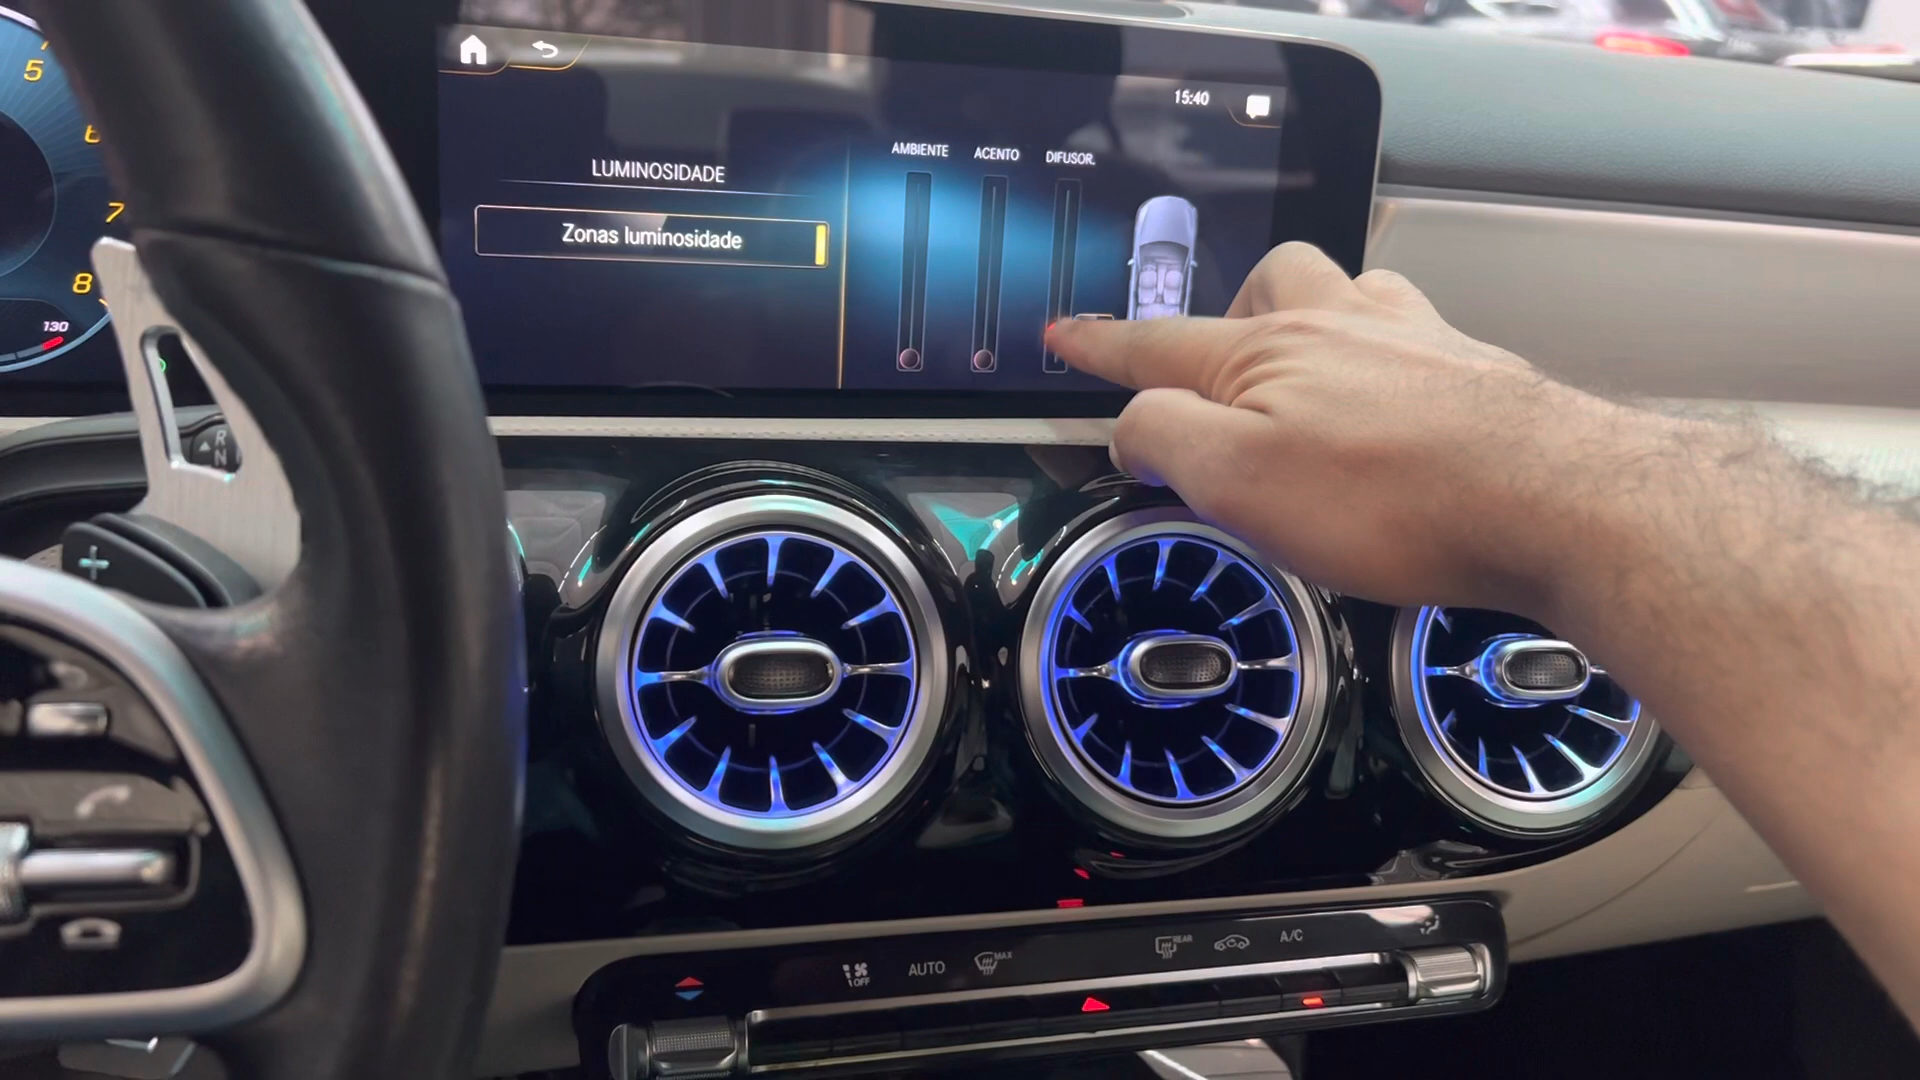 5
6
7
8
130
15:40
LUMINOSIDADE
Zonas luminosidade
AMBIENTE ACENTO DIFUSOR.
R
N
+
OFF
AUTO
MAX
REAR
A/C